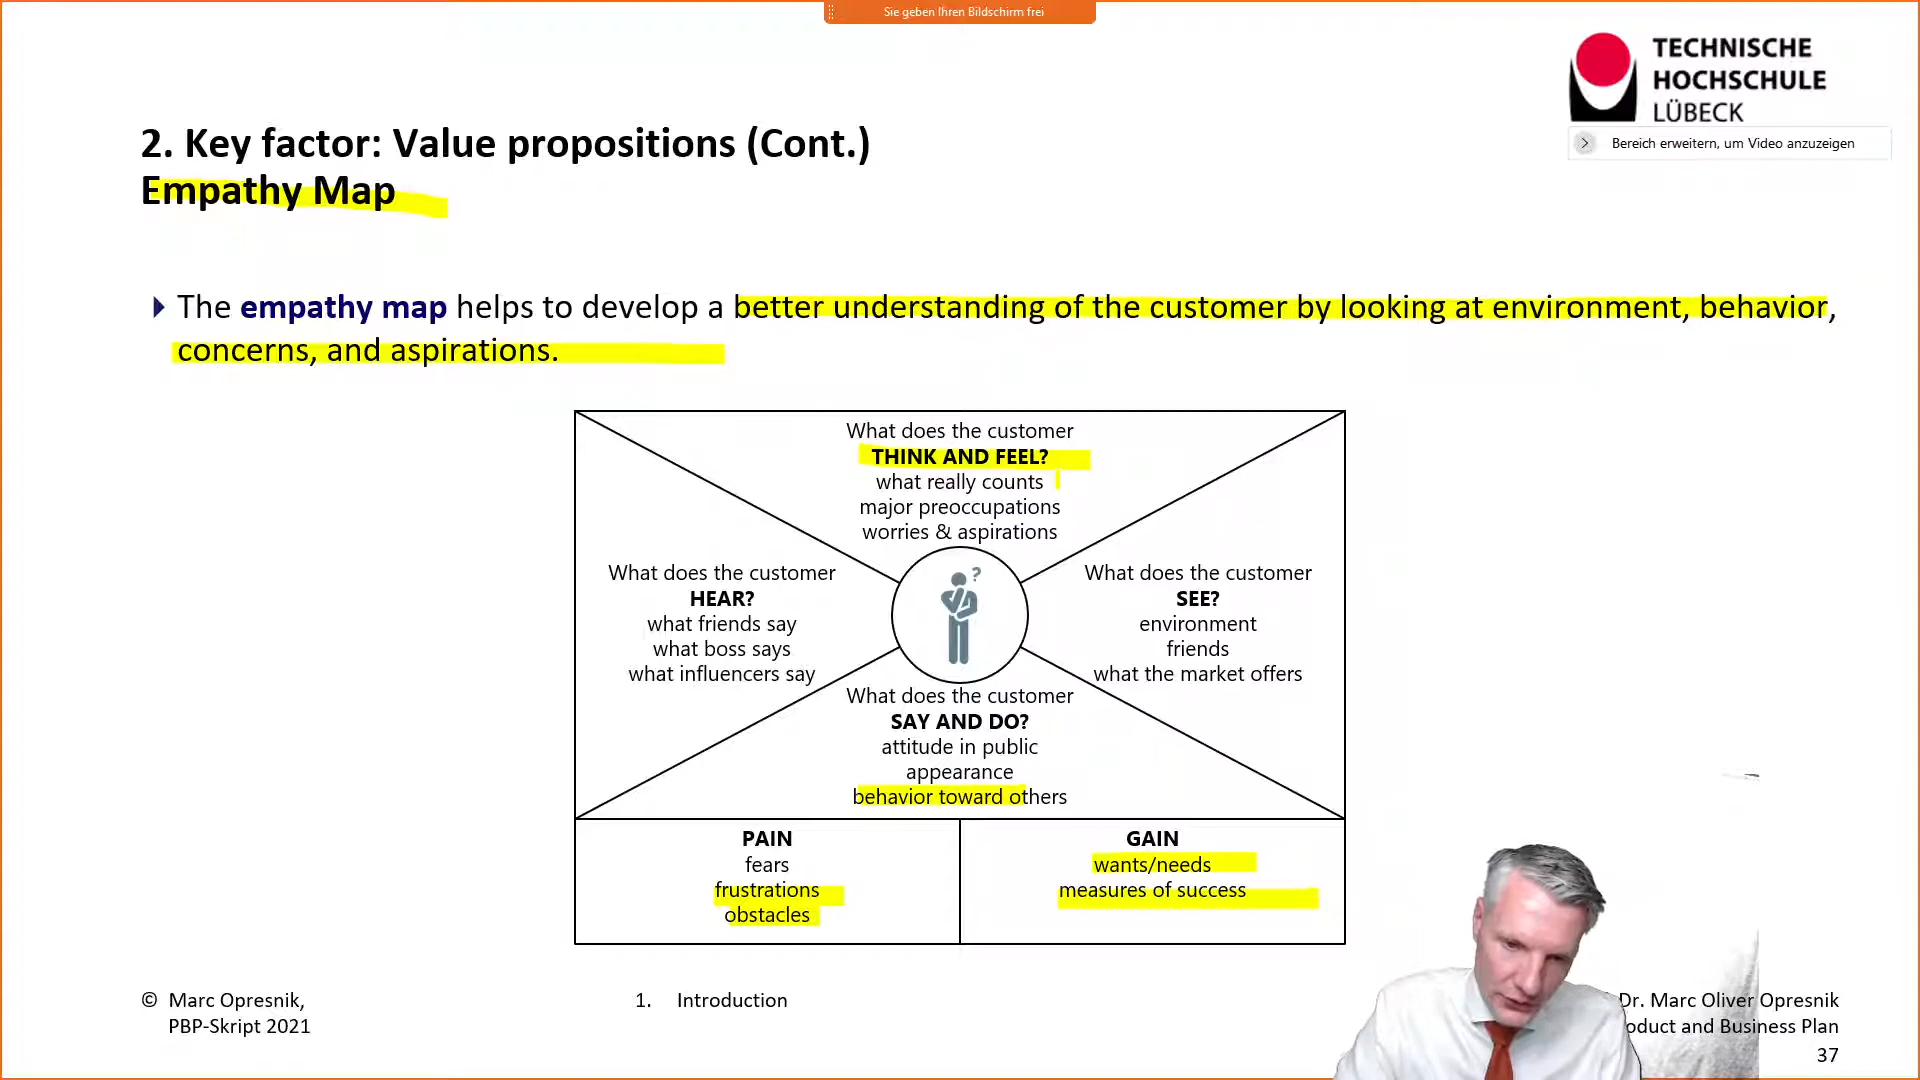 Sie geben Ihren Bildschirm frei
TECHNISCHE
HOCHSCHULE
LÜBECK
Bereich erweitern, um Video anzuzeigen
2. Key factor: Value propositions (Cont.)
Empathy Map
The empathy map helps to develop a better understanding of the customer by looking at environment, behavior,
concerns, and aspirations.
What does the customer
THINK AND FEEL?
what really counts
major preoccupations
worries & aspirations
What does the customer
HEAR?
what friends say
what boss says
what influencers say
?
What does the customer
SEE?
environment
friends
what the market offers
What does the customer
SAY AND DO?
attitude in public
appearance
behavior toward others
PAIN
fears
frustrations
obstacles
GAIN
wants/needs
measures of success
© Marc Opresnik,
PBP-Skript 2021
1. Introduction
Dr. Marc Oliver Opresnik
oduct and Business Plan
37